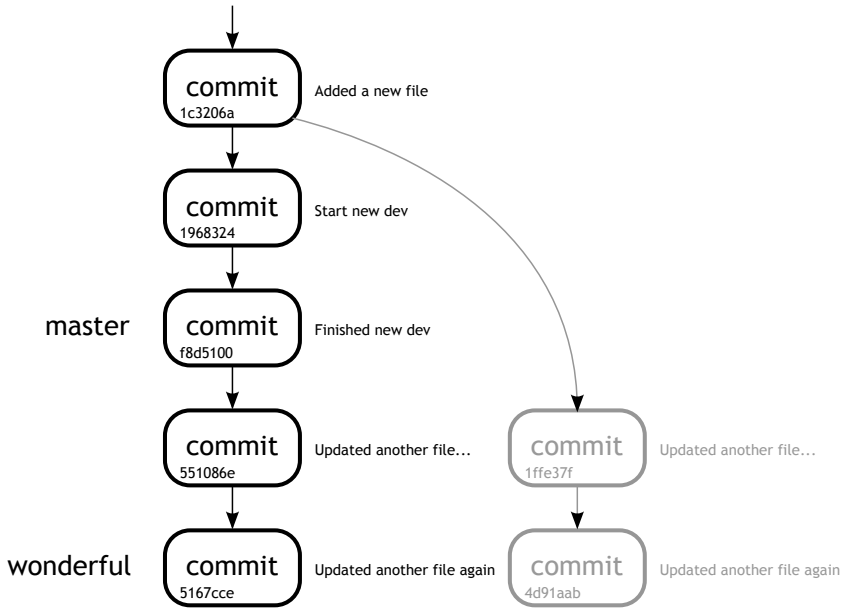 commit
1c3206a
Added a new file
commit
1968324
Start new dev
master
commit
f8d5100
Finished new dev
commit
551086e
Updated another file...
commit
1ffe37f
Updated another file...
wonderful
commit
5167cce
Updated another file again
commit
4d91aab
Updated another file again